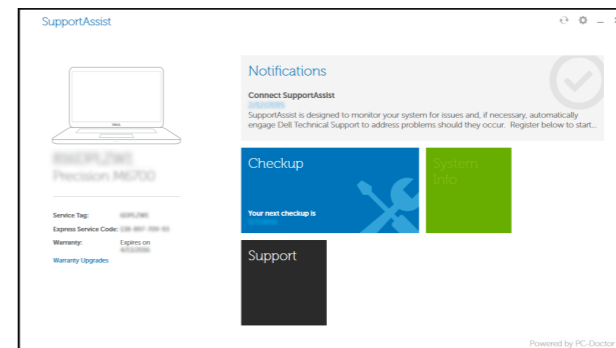 SupportAssist
Notifications
Connect SupportAssist
SupportAssist is designed to monitor your system for issues and, if necessary, automatically
engage Dell Technical Support to address problems should they occur. Register below to start...
Precision M6700
Checkup
System
Info
Service Tag:
Express Service Code:
Warranty: Expires on
Warranty Upgrades
Your next checkup is
Support
Powered by PC-Doctor